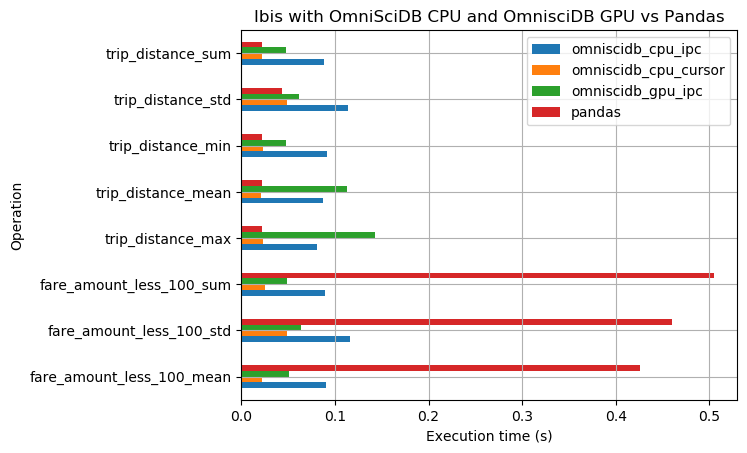 Ibis with OmniSciDB CPU and OmnisciDB GPU vs Pandas
omniscidb_cpu_ipc
omniscidb_cpu_cursor
omniscidb_gpu_ipc
pandas
Operation
trip_distance_sum
trip_distance_std
trip_distance_min
trip_distance_mean
trip_distance_max
fare_amount_less_100_sum
fare_amount_less_100_std
fare_amount_less_100_mean
0.0 0.1 0.2 0.3 0.4 0.5
Execution time (s)